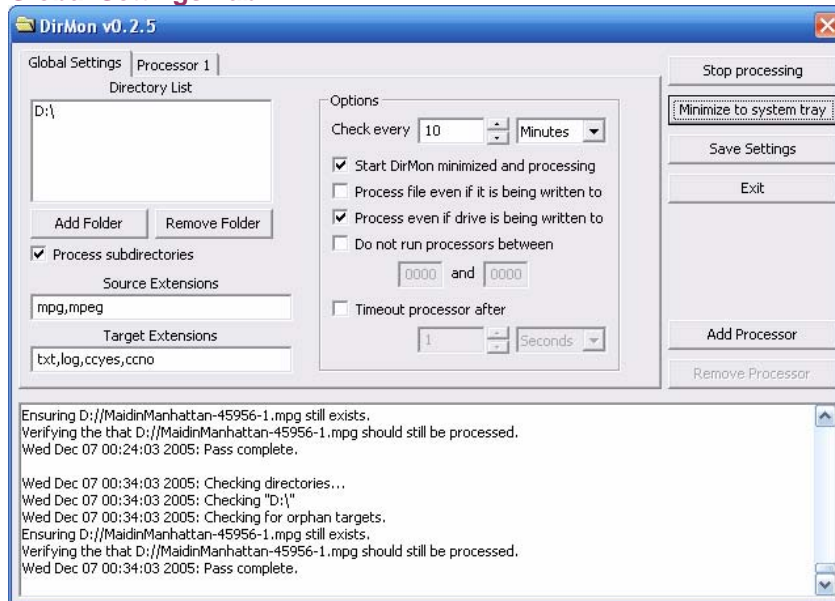 DirMon v0.2.5
Global Settings
Processor 1
Directory List
D:\
Add Folder
Remove Folder
Process subdirectories
Source Extensions
mpg,mpeg
Target Extensions
txt,log,ccyes,ccno
Options
Check every 10 Minutes
Start DirMon minimized and processing
Process file even if it is being written to
Process even if drive is being written to
Do not run processors between
0000 and 0000
Timeout processor after
1 Seconds
Stop processing
Minimize to system tray
Save Settings
Exit
Add Processor
Remove Processor
Ensuring D://MaidinManhattan-45956-1.mpg still exists.
Verifying the that D://MaidinManhattan-45956-1.mpg should still be processed.
Wed Dec 07 00:24:03 2005: Pass complete.
Wed Dec 07 00:34:03 2005: Checking directories...
Wed Dec 07 00:34:03 2005: Checking "D:\"
Wed Dec 07 00:34:03 2005: Checking for orphan targets.
Ensuring D://MaidinManhattan-45956-1.mpg still exists.
Verifying the that D://MaidinManhattan-45956-1.mpg should still be processed.
Wed Dec 07 00:34:03 2005: Pass complete.